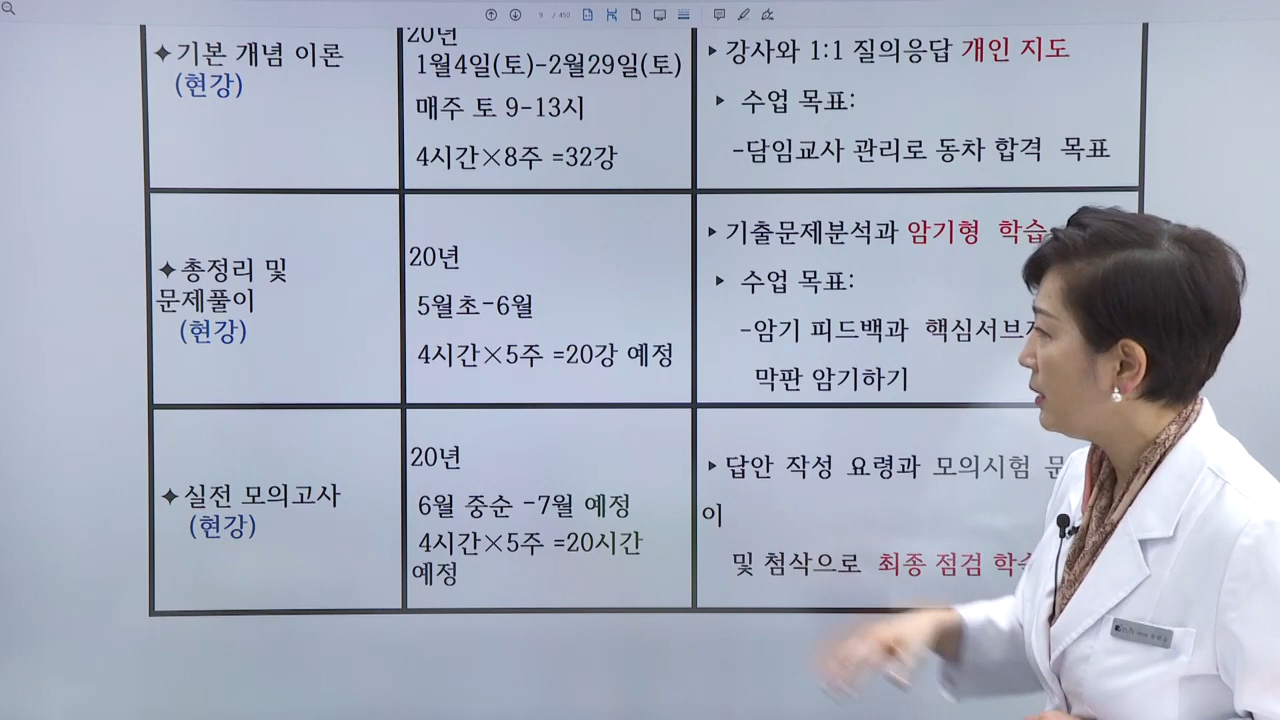 9 / 450
✦기본 개념 이론
(현강)
20년
1월4일(토)-2월29일(토)
매주 토 9-13시
4시간×8주 =32강
▸강사와 1:1 질의응답 개인 지도
▸ 수업 목표:
-담임교사 관리로 동차 합격 목표
✦총정리 및
문제풀이
(현강)
20년
5월초-6월
4시간×5주 =20강 예정
▸기출문제분석과 암기형 학습
▸ 수업 목표:
-암기 피드백과 핵심서브
막판 암기하기
✦실전 모의고사
(현강)
20년
6월 중순 -7월 예정
4시간×5주 =20시간
예정
▸답안 작성 요령과 모의시험 문
이
및 첨삭으로 최종 점검 학